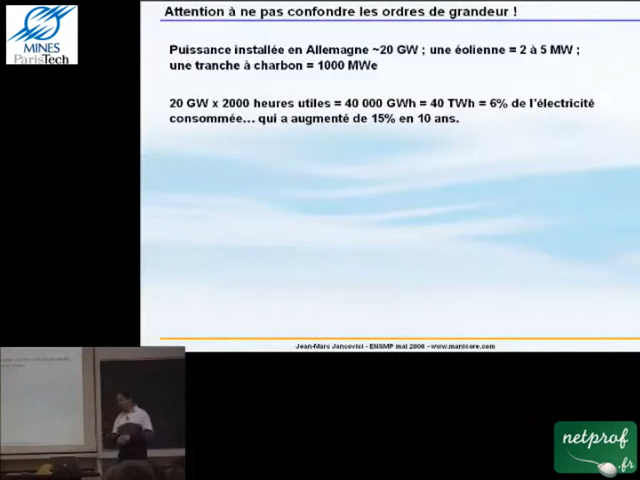 MINES
ParisTech
Attention à ne pas confondre les ordres de grandeur !
Puissance installée en Allemagne ~20 GW ; une éolienne = 2 à 5 MW ;
une tranche à charbon = 1000 MWe
20 GW x 2000 heures utiles = 40 000 GWh = 40 TWh = 6% de l'électricité
consommée... qui a augmenté de 15% en 10 ans.
Jean-Marc Jancovici - ENSMP mai 2008 - www.manicore.com
netprof
.fr